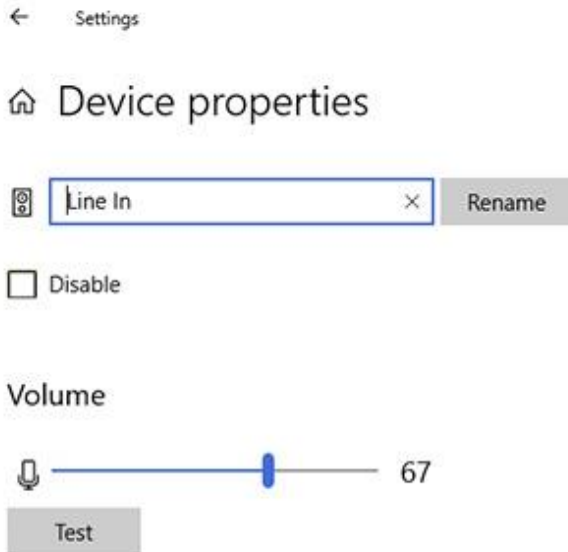 Settings
Device properties
Line In
Rename
Disable
Volume
67
Test